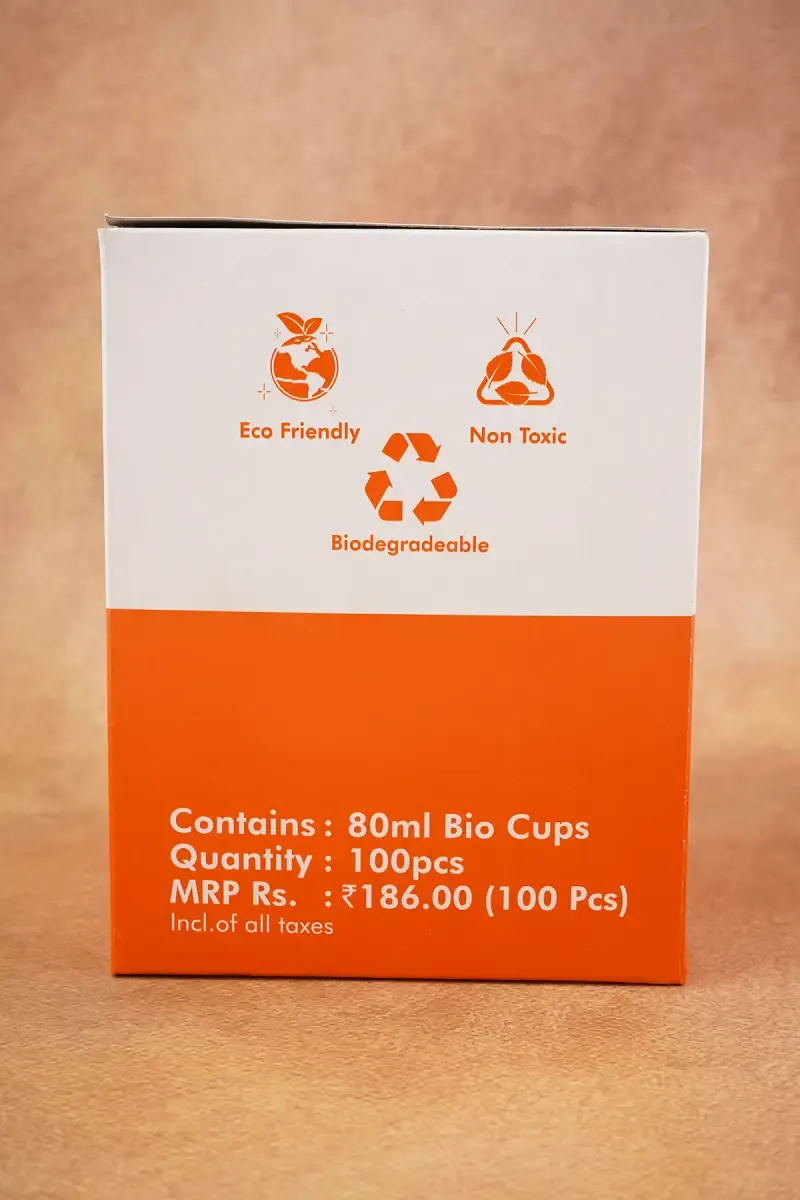 Eco Friendly
Non Toxic
Biodegradeable
Contains : 80ml Bio Cups
Quantity : 100pcs
MRP Rs. : ₹186.00 (100 Pcs)
Incl.of all taxes